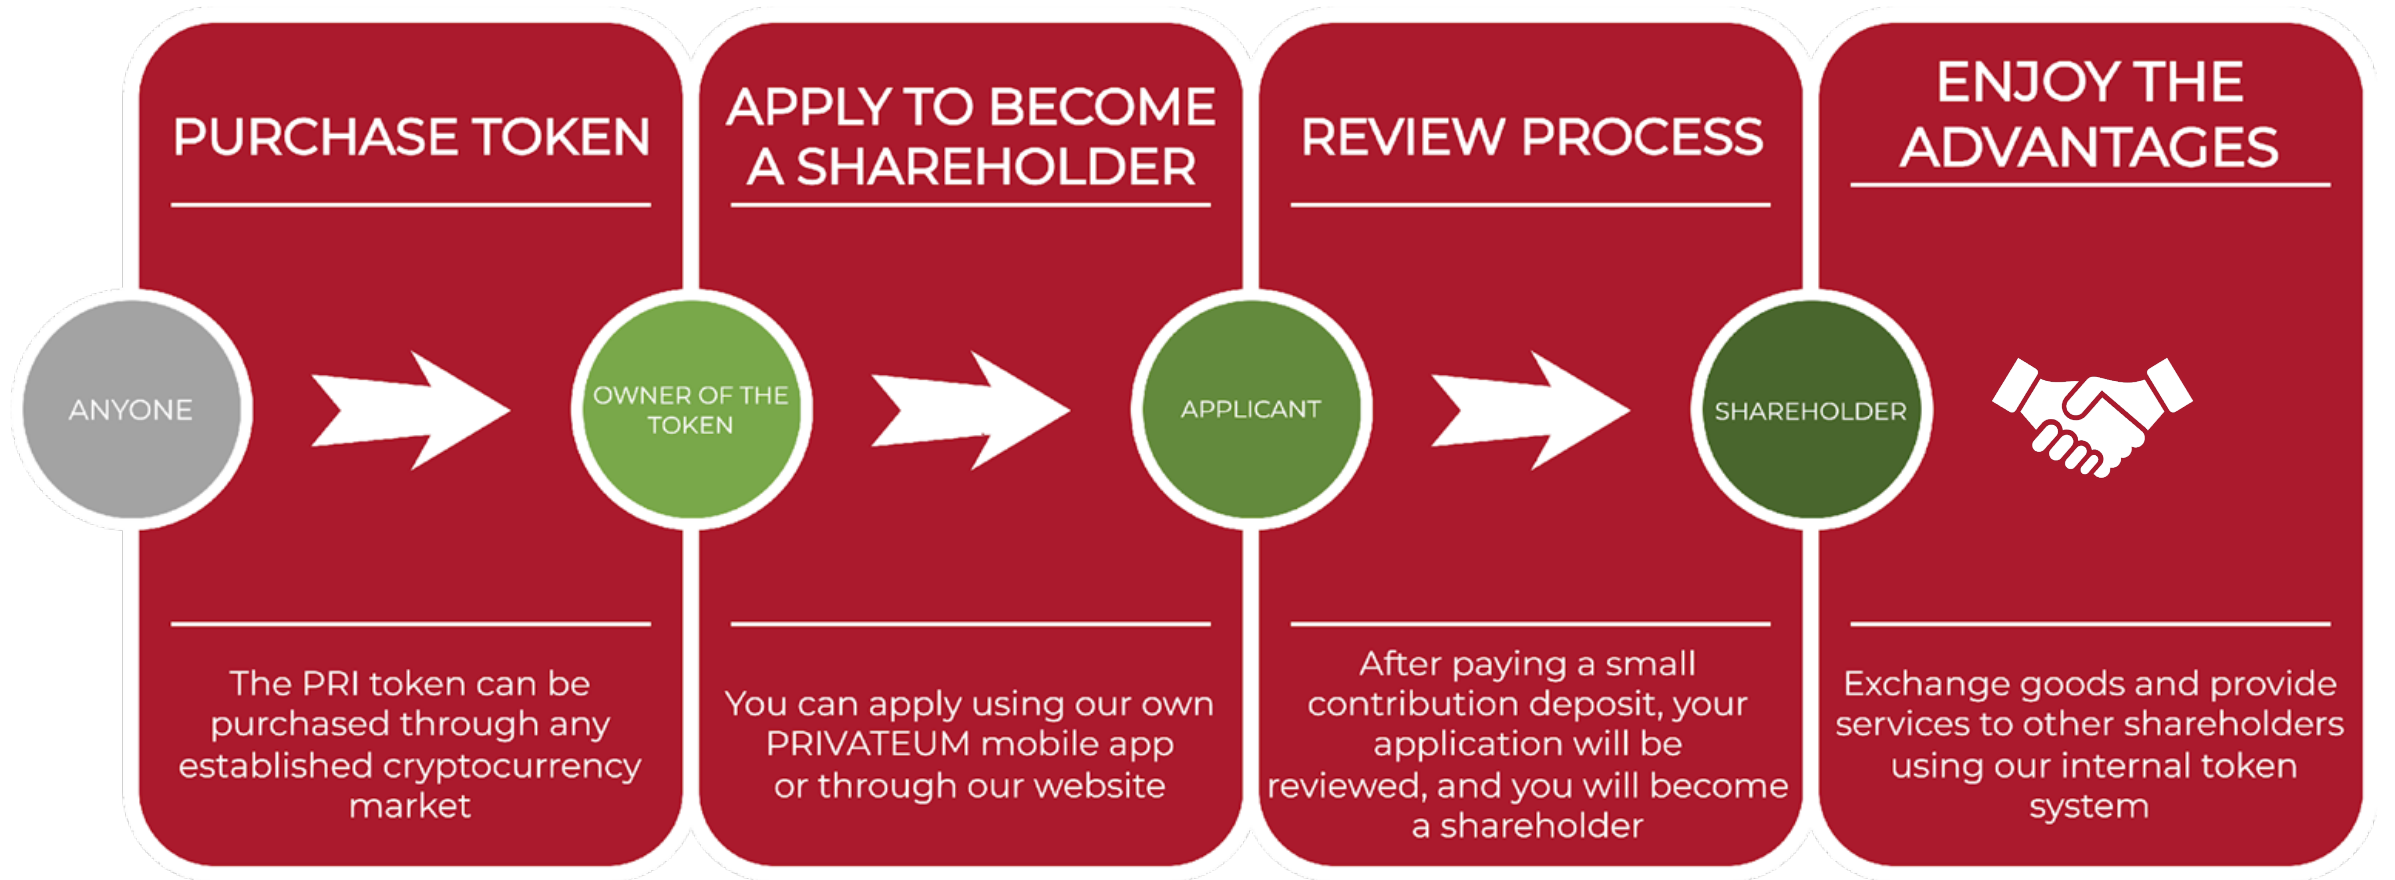 PURCHASE TOKEN
ANYONE
The PRI token can be
purchased through any
established cryptocurrency
market
APPLY TO BECOME
A SHAREHOLDER
OWNER OF THE
TOKEN
You can apply using our own
PRIVATEUM mobile app
or through our website
REVIEW PROCESS
APPLICANT
After paying a small
contribution deposit, your
application will be
reviewed, and you will become
a shareholder
ENJOY THE
ADVANTAGES
SHAREHOLDER
Exchange goods and provide
services to other shareholders
using our internal token
system